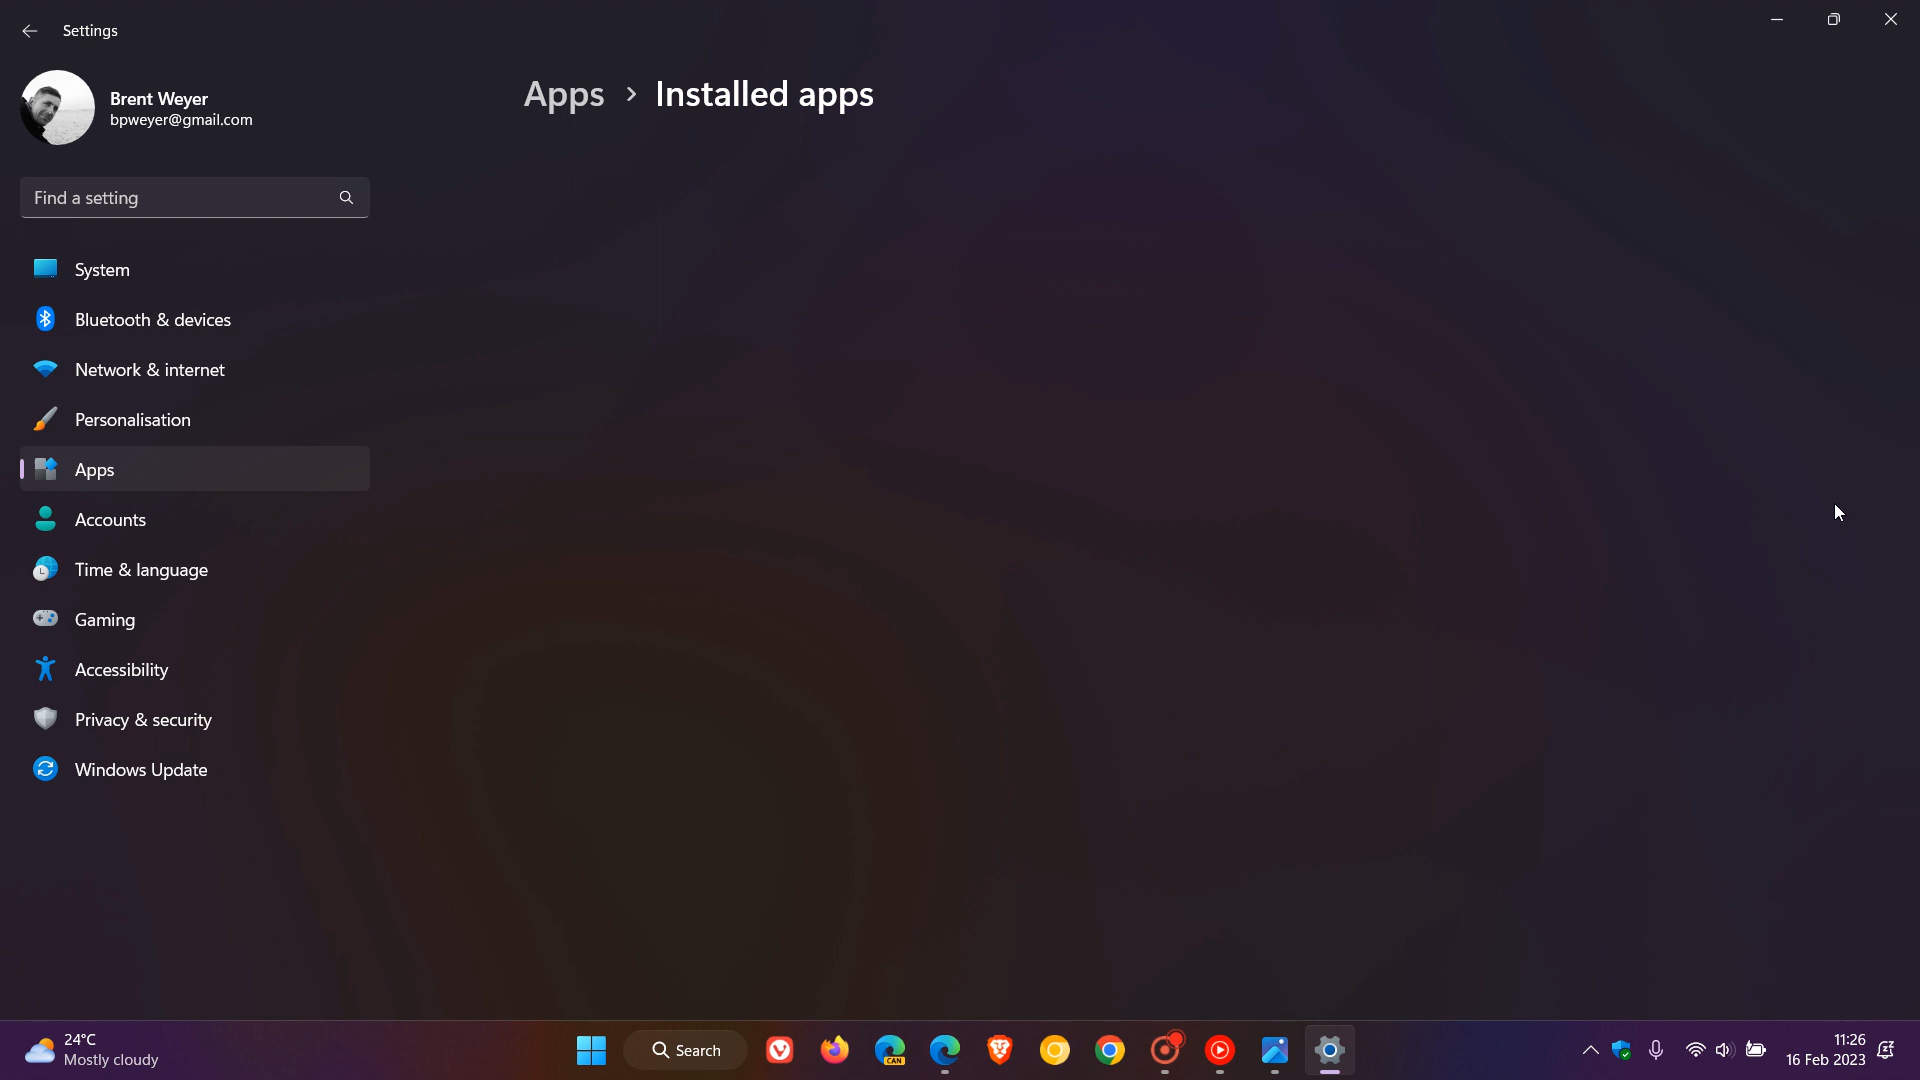 Settings
Brent Weyer
bpweyer@gmail.com
Apps > Installed apps
Find a setting
System
Bluetooth & devices
Network & internet
Personalisation
Apps
Accounts
Time & language
Gaming
Accessibility
Privacy & security
Windows Update
24°C
Mostly cloudy
Search
CAN
11:26
16 Feb 2023